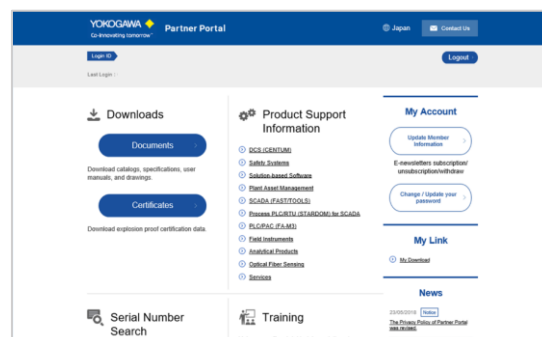 YOKOGAWA
Co-innovating tomorrow™
Partner Portal
Japan
Contact Us
Login ID
Logout
Last Login :
Downloads
Documents
Download catalogs, specifications, user
manuals, and drawings.
Certificates
Download explosion proof certification data.
Product Support
Information
DCS (CENTUM)
Safety Systems
Solution-based Software
Plant Asset Management
SCADA (FAST/TOOLS)
Process PLC/RTU (STARDOM) for SCADA
PLC/PAC (FA-M3)
Field Instruments
Analytical Products
Optical Fiber Sensing
Services
My Account
Update Member
Information
E-newsletters subscription/
unsubscription/withdraw
Change / Update your
password
My Link
My Download
News
23/05/2018 Notice
The Privacy Policy of Partner Portal
was revised.
Serial Number
Search
Training